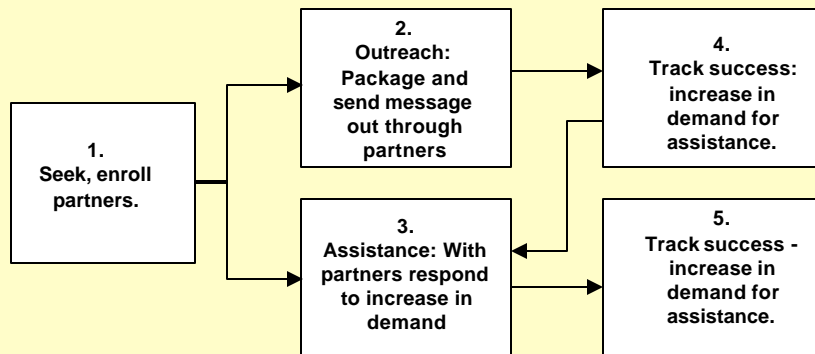 1.
Seek, enroll
partners.
2.
Outreach:
Package and
send message
out through
partners
3.
Assistance: With
partners respond
to increase in
demand
4.
Track success:
increase in
demand for
assistance.
5.
Track success -
increase in
demand for
assistance.